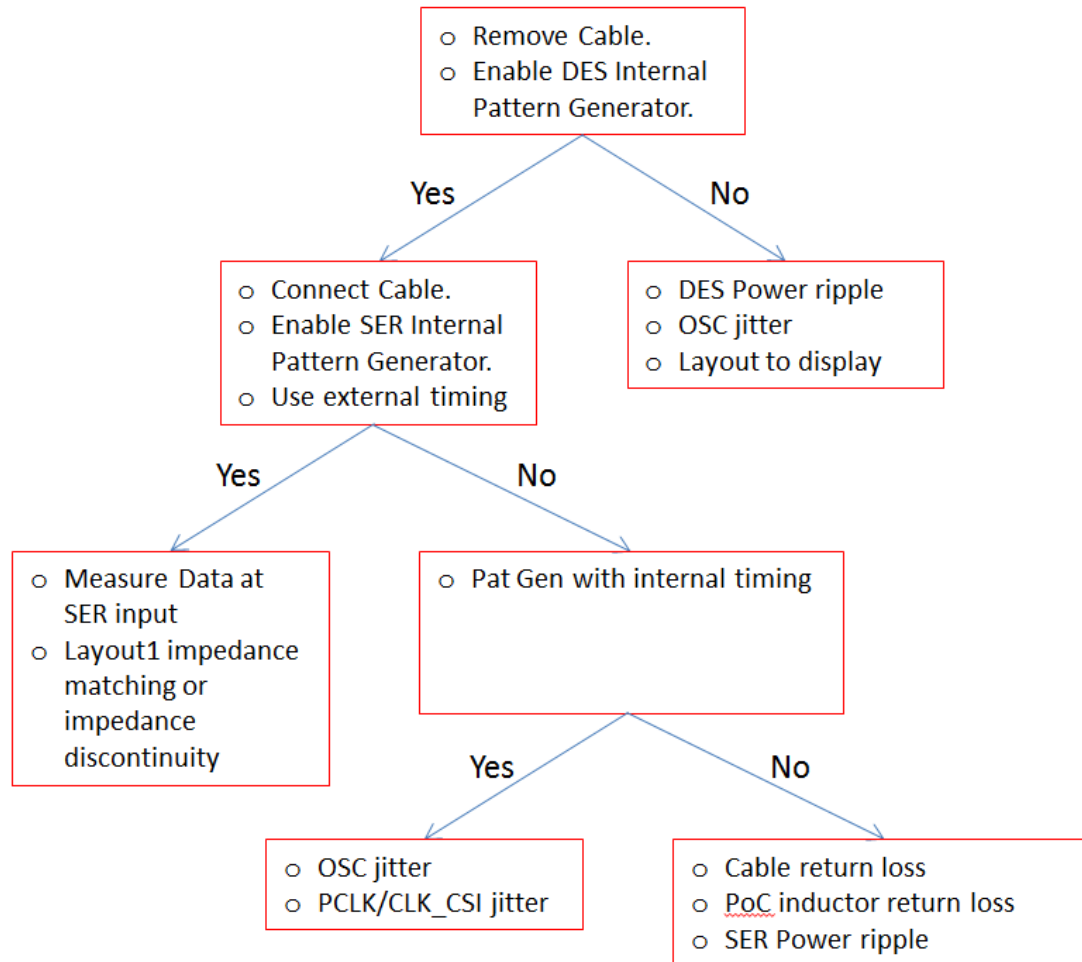 o Remove Cable.
o Enable DES Internal
Pattern Generator.
Yes
No
o Connect Cable.
o Enable SER Internal
Pattern Generator.
o Use external timing
o DES Power ripple
o OSC jitter
o Layout to display
Yes
No
o Measure Data at
SER input
o Layout1 impedance
matching or
impedance
discontinuity
o Pat Gen with internal timing
Yes
No
o OSC jitter
o PCLK/CLK_CSI jitter
o Cable return loss
o PoC inductor return loss
o SER Power ripple